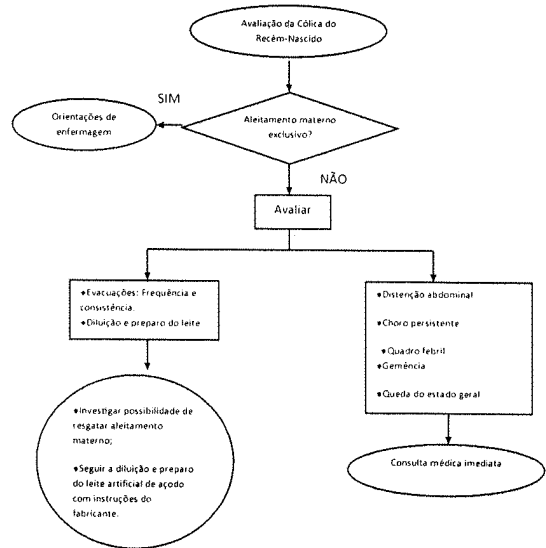 Avaliação da Cólica do
Recém-Nascido
SIM
Orientações de
enfermagem
Aleitamento materno
exclusivo?
NÃO
Avaliar
•Evacuações: Frequência e
consistência.
•Diluição e preparo do leite
•Distenção abdominal
•Choro persistente
•Quadro febril
•Gemência
•Queda do estado geral
•Investigar possibilidade de
resgatar aleitamento
materno;
•Seguir a diluição e preparo
do leite artificial de açodo
com instruções do
fabricante.
Consulta médica imediata